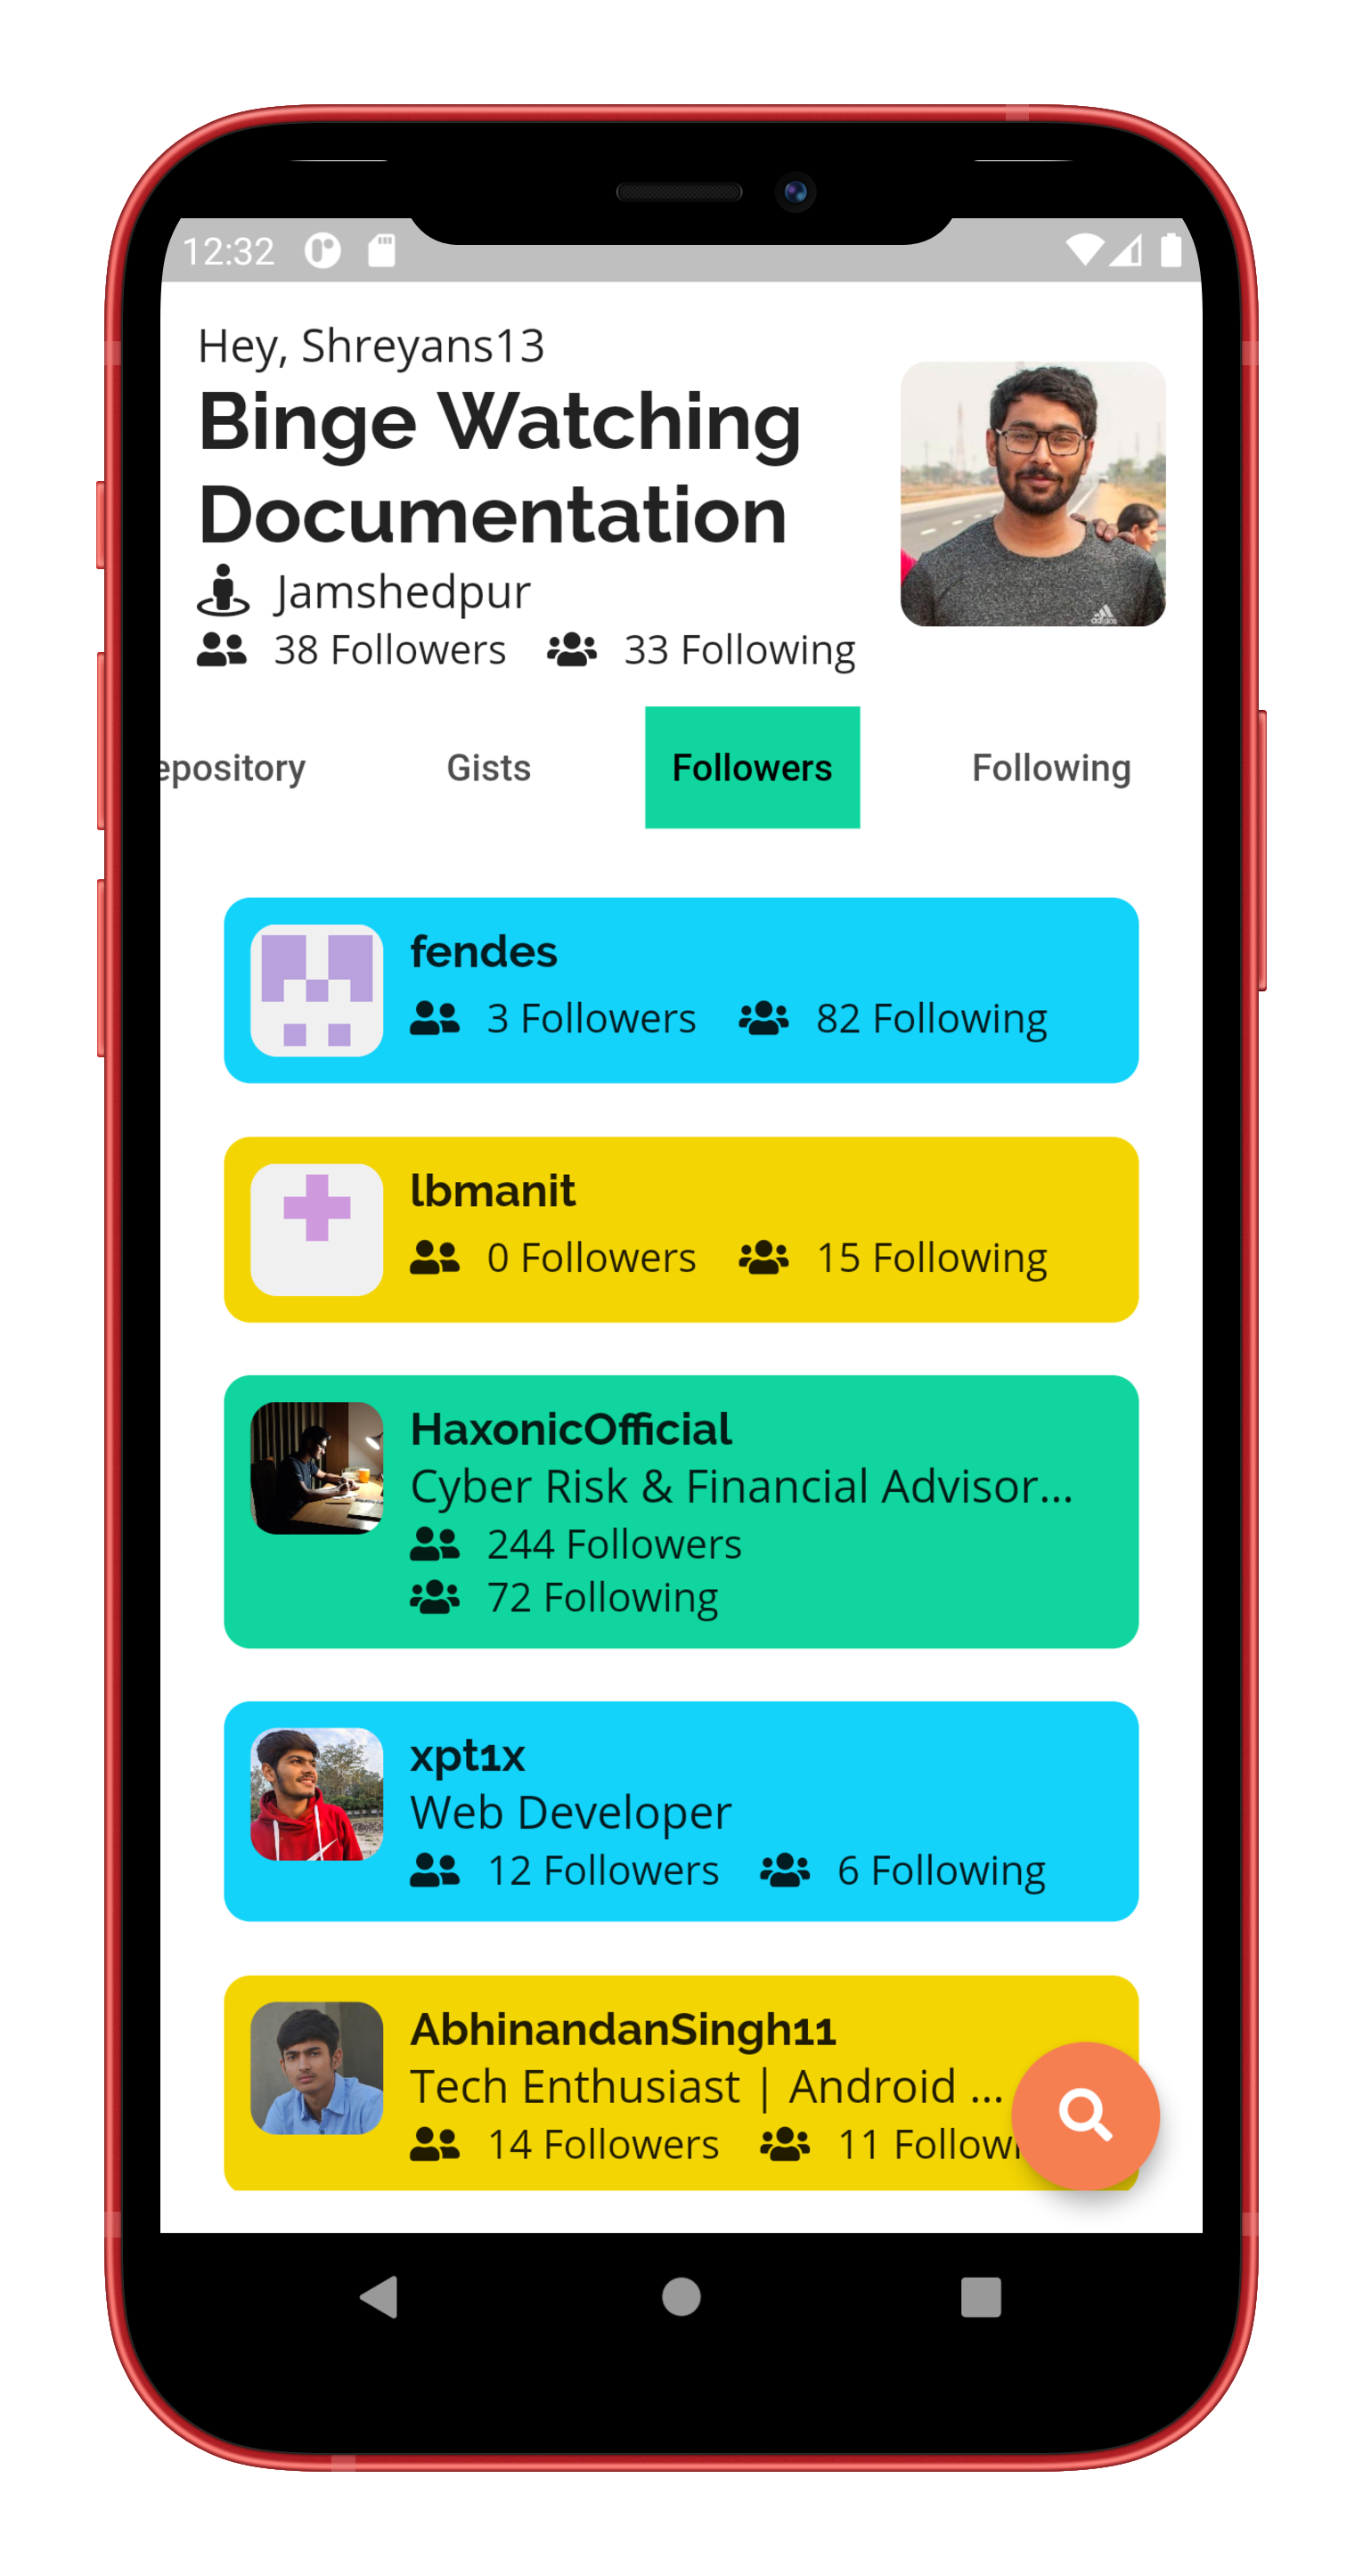 12:32
Hey, Shreyans13
Binge Watching
Documentation
Jamshedpur
38 Followers 33 Following
epository Gists Followers Following
fendes
3 Followers 82 Following
lbmanit
0 Followers 15 Following
HaxonicOfficial
Cyber Risk & Financial Advisor...
244 Followers
72 Following
xpt1x
Web Developer
12 Followers 6 Following
AbhinandanSingh11
Tech Enthusiast | Android ...
14 Followers 11 Follow